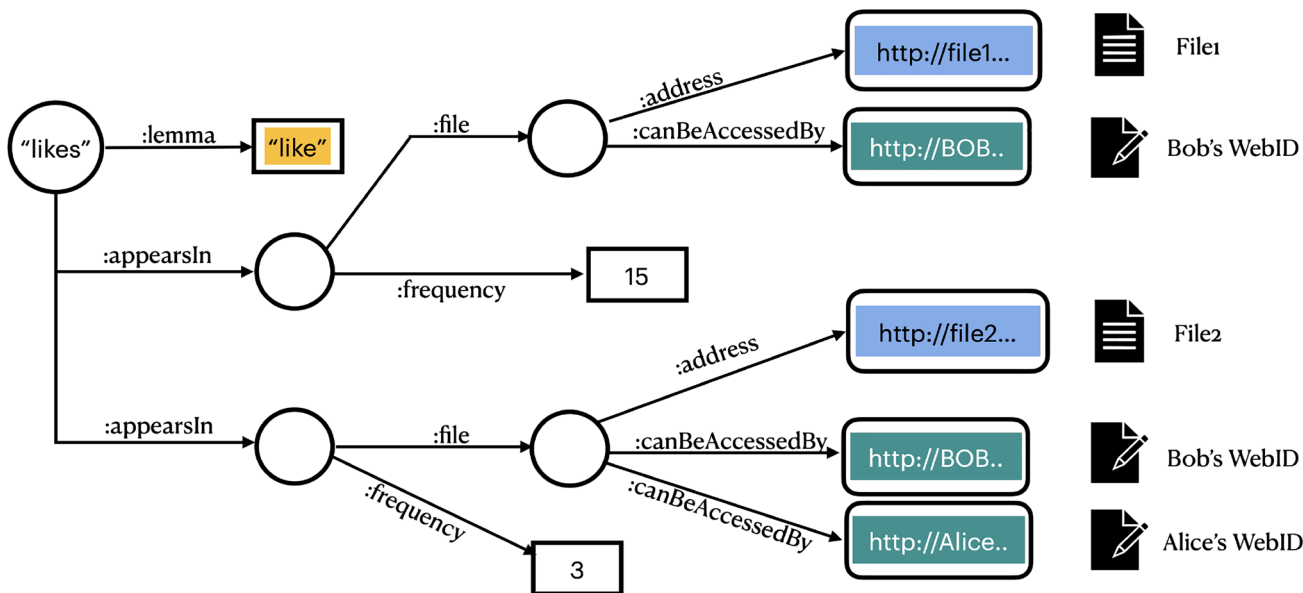 http://file1...
File1
:address
:file
:canBeAccessedBy
“likes”
:lemma
“like”
http://BOB..
Bob's WebID
:appearsIn
:frequency
15
http://file2...
File2
:address
:appearsIn
:file
:canBeAccessedBy
http://BOB..
Bob's WebID
:frequency
:canBeAccessedBy
http://Alice..
Alice's WebID
3